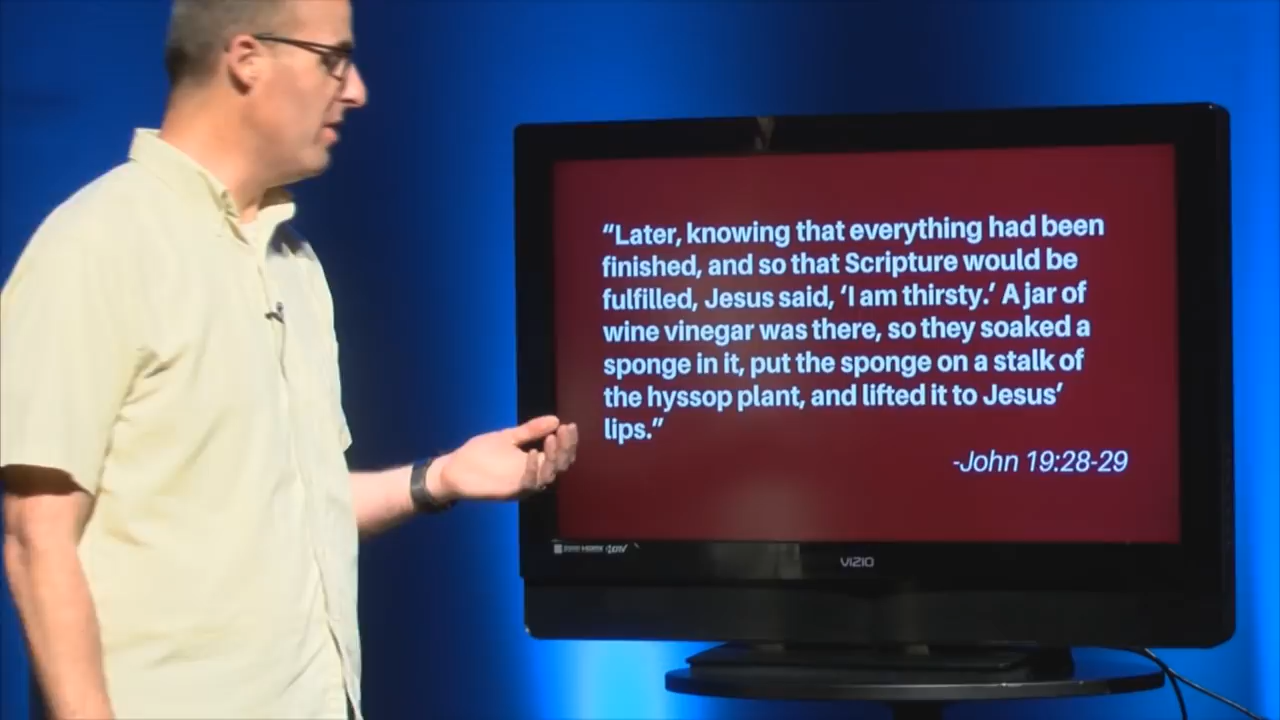 “Later, knowing that everything had been
finished, and so that Scripture would be
fulfilled, Jesus said, ‘I am thirsty.’ A jar of
wine vinegar was there, so they soaked a
sponge in it, put the sponge on a stalk of
the hyssop plant, and lifted it to Jesus’
lips.”
-John 19:28-29
VIZIO